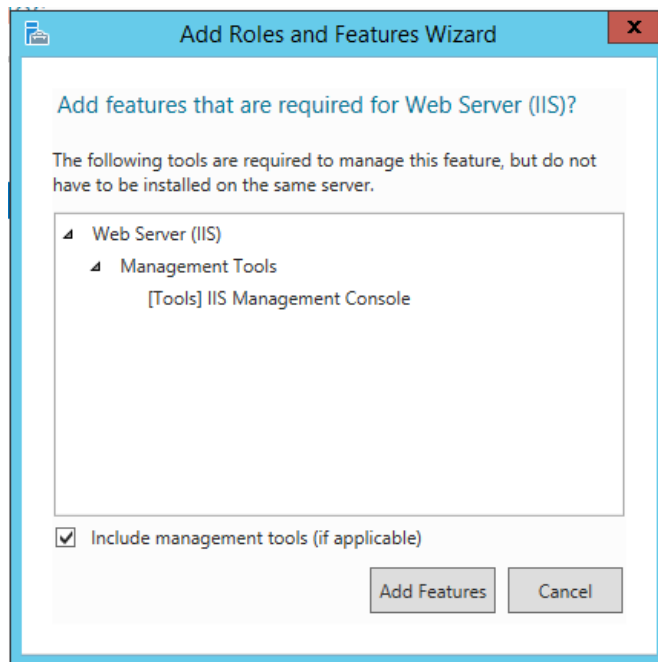 Add Roles and Features Wizard
x
Add features that are required for Web Server (IIS)?
The following tools are required to manage this feature, but do not
have to be installed on the same server.
Web Server (IIS)
Management Tools
[Tools] IIS Management Console
Include management tools (if applicable)
Add Features
Cancel